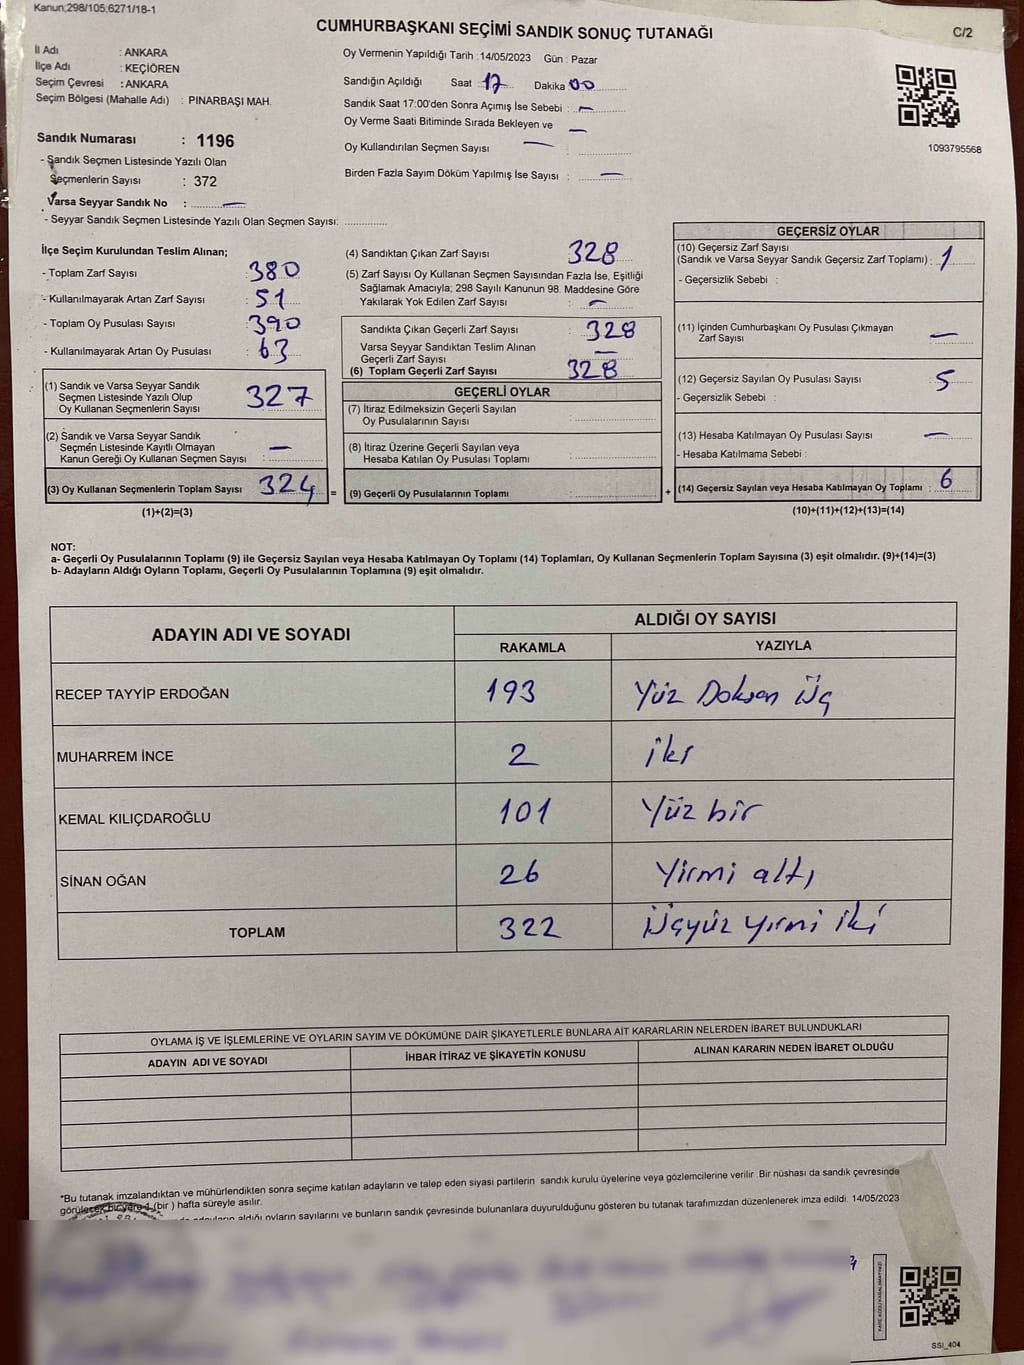 Kanun;298/105;6271/18-1
CUMHURBAŞKANI SEÇİMİ SANDIK SONUÇ TUTANAĞI
C/2
İl Adı : ANKARA
İlçe Adı : KEÇİÖREN
Seçim Çevresi : ANKARA
Seçim Bölgesi (Mahalle Adı) : PINARBAŞI MAH.
Oy Vermenin Yapıldığı Tarih : 14/05/2023 Gün : Pazar
Sandığın Açıldığı Saat 17 Dakika 00
Sandık Saat 17:00'den Sonra Açımış İse Sebebi : —
Oy Verme Saati Bitiminde Sırada Bekleyen ve —
Oy Kullandırılan Seçmen Sayısı — :
Birden Fazla Sayım Döküm Yapılmış İse Sayısı : —
1093795568
Sandık Numarası : 1196
- Sandık Seçmen Listesinde Yazılı Olan
Seçmenlerin Sayısı : 372
Varsa Seyyar Sandık No : —
- Seyyar Sandık Seçmen Listesinde Yazılı Olan Seçmen Sayısı:
İlçe Seçim Kurulundan Teslim Alınan;
- Toplam Zarf Sayısı : 380
- Kullanılmayarak Artan Zarf Sayısı : 51
- Toplam Oy Pusulası Sayısı : 390
- Kullanılmayarak Artan Oy Pusulası : 63
(1) Sandık ve Varsa Seyyar Sandık
Seçmen Listesinde Yazılı Olup
Oy Kullanan Seçmenlerin Sayısı : 327
(2) Sandık ve Varsa Seyyar Sandık
Seçmen Listesinde Kayıtlı Olmayan
Kanun Gereği Oy Kullanan Seçmen Sayısı : —
(3) Oy Kullanan Seçmenlerin Toplam Sayısı : 324
(1)+(2)=(3)
=
(4) Sandıktan Çıkan Zarf Sayısı : 328
(5) Zarf Sayısı Oy Kullanan Seçmen Sayısından Fazla İse, Eşitliği
Sağlamak Amacıyla; 298 Sayılı Kanunun 98. Maddesine Göre
Yakılarak Yok Edilen Zarf Sayısı : —
Sandıkta Çıkan Geçerli Zarf Sayısı : 328
Varsa Seyyar Sandıktan Teslim Alınan
Geçerli Zarf Sayısı : —
(6) Toplam Geçerli Zarf Sayısı : 328
GEÇERLİ OYLAR
(7) İtiraz Edilmeksizin Geçerli Sayılan
Oy Pusulalarının Sayısı :
(8) İtiraz Üzerine Geçerli Sayılan veya
Hesaba Katılan Oy Pusulası Toplamı :
(9) Geçerli Oy Pusulalarının Toplamı :
+
GEÇERSİZ OYLAR
(10) Geçersiz Zarf Sayısı
(Sandık ve Varsa Seyyar Sandık Geçersiz Zarf Toplamı) : 1
- Geçersizlik Sebebi :
(11) İçinden Cumhurbaşkanı Oy Pusulası Çıkmayan
Zarf Sayısı : —
(12) Geçersiz Sayılan Oy Pusulası Sayısı : 5
- Geçersizlik Sebebi :
(13) Hesaba Katılmayan Oy Pusulası Sayısı : —
- Hesaba Katılmama Sebebi :
(14) Geçersiz Sayılan veya Hesaba Katılmayan Oy Toplamı : 6
(10)+(11)+(12)+(13)=(14)
NOT:
a- Geçerli Oy Pusulalarının Toplamı (9) ile Geçersiz Sayılan veya Hesaba Katılmayan Oy Toplamı (14) Toplamları, Oy Kullanan Seçmenlerin Toplam Sayısına (3) eşit olmalıdır. (9)+(14)=(3)
b- Adayların Aldığı Oyların Toplamı, Geçerli Oy Pusulalarının Toplamına (9) eşit olmalıdır.
ADAYIN ADI VE SOYADI
ALDIĞI OY SAYISI
RAKAMLA YAZIYLA
RECEP TAYYİP ERDOĞAN 193 Yüz Doksan üç
MUHARREM İNCE 2 iki
KEMAL KILIÇDAROĞLU 101 Yüz bir
SİNAN OĞAN 26 Yirmi altı
TOPLAM 322 Üçyüz yirmi iki
OYLAMA İŞ VE İŞLEMLERİNE VE OYLARIN SAYIM VE DÖKÜMÜNE DAİR ŞİKAYETLERLE BUNLARA AİT KARARLARIN NELERDEN İBARET BULUNDUKLARI
ADAYIN ADI VE SOYADI İHBAR İTİRAZ VE ŞİKAYETİN KONUSU ALINAN KARARIN NEDEN İBARET OLDUĞU
*Bu tutanak imzalandıktan ve mühürlendikten sonra seçime katılan adayların ve talep eden siyasi partilerin sandık kurulu üyelerine veya gözlemcilerine verilir. Bir nüshası da sandık çevresinde
görülecek bir yere 1 (bir ) hafta süreyle asılır.
adayların aldığı oyların sayılarını ve bunların sandık çevresinde bulunanlara duyurulduğunu gösteren bu tutanak tarafımızdan düzenlenerek imza edildi. 14/05/2023
SSI_404